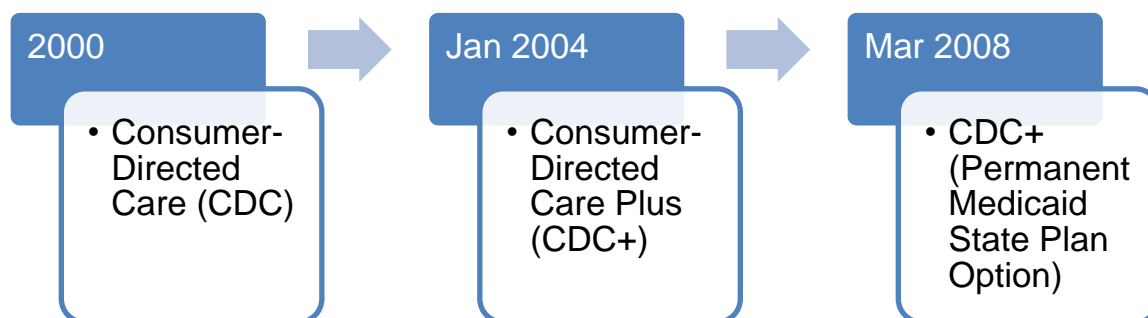 2000
• Consumer-
Directed
Care (CDC)
Jan 2004
• Consumer-
Directed
Care Plus
(CDC+)
Mar 2008
• CDC+
(Permanent
Medicaid
State Plan
Option)